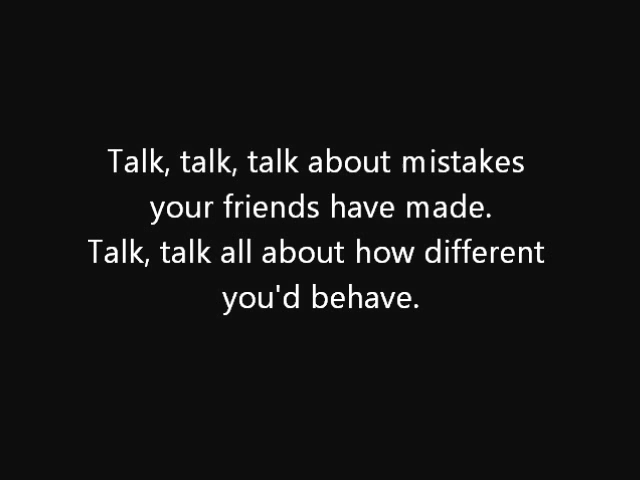 Talk, talk, talk about mistakes
your friends have made.
Talk, talk all about how different
you'd behave.